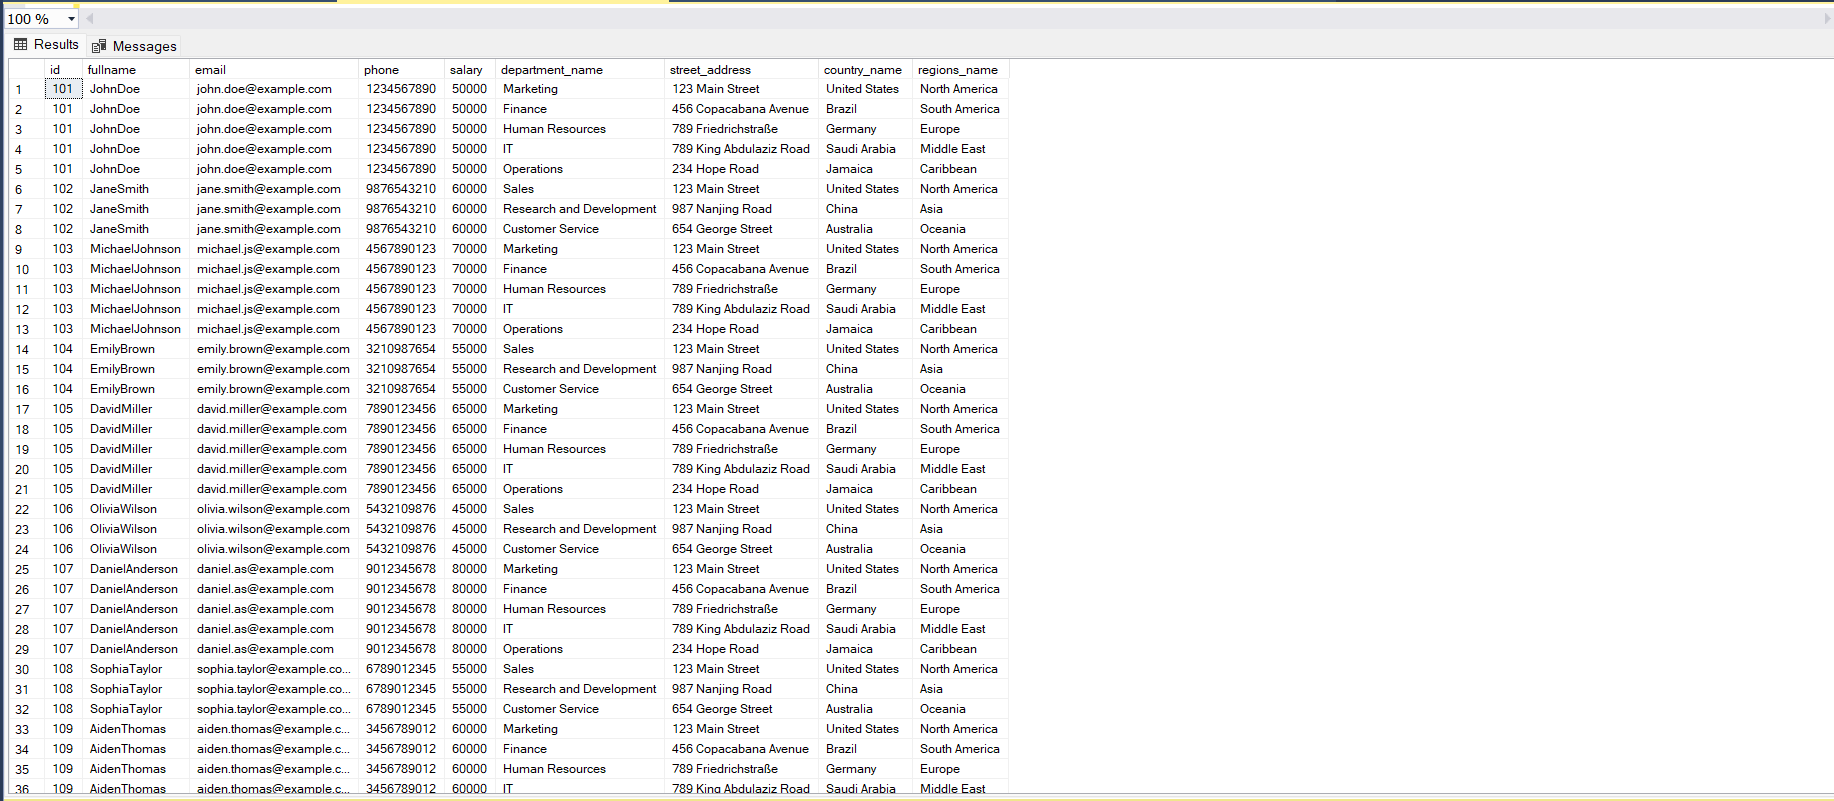 100 %
Results Messages
id fullname email phone salary department_name street_address country_name regions_name
1 101 JohnDoe john.doe@example.com 1234567890 50000 Marketing 123 Main Street United States North America
2 101 JohnDoe john.doe@example.com 1234567890 50000 Finance 456 Copacabana Avenue Brazil South America
3 101 JohnDoe john.doe@example.com 1234567890 50000 Human Resources 789 Friedrichstraße Germany Europe
4 101 JohnDoe john.doe@example.com 1234567890 50000 IT 789 King Abdulaziz Road Saudi Arabia Middle East
5 101 JohnDoe john.doe@example.com 1234567890 50000 Operations 234 Hope Road Jamaica Caribbean
6 102 JaneSmith jane.smith@example.com 9876543210 60000 Sales 123 Main Street United States North America
7 102 JaneSmith jane.smith@example.com 9876543210 60000 Research and Development 987 Nanjing Road China Asia
8 102 JaneSmith jane.smith@example.com 9876543210 60000 Customer Service 654 George Street Australia Oceania
9 103 MichaelJohnson michael.js@example.com 4567890123 70000 Marketing 123 Main Street United States North America
10 103 MichaelJohnson michael.js@example.com 4567890123 70000 Finance 456 Copacabana Avenue Brazil South America
11 103 MichaelJohnson michael.js@example.com 4567890123 70000 Human Resources 789 Friedrichstraße Germany Europe
12 103 MichaelJohnson michael.js@example.com 4567890123 70000 IT 789 King Abdulaziz Road Saudi Arabia Middle East
13 103 MichaelJohnson michael.js@example.com 4567890123 70000 Operations 234 Hope Road Jamaica Caribbean
14 104 EmilyBrown emily.brown@example.com 3210987654 55000 Sales 123 Main Street United States North America
15 104 EmilyBrown emily.brown@example.com 3210987654 55000 Research and Development 987 Nanjing Road China Asia
16 104 EmilyBrown emily.brown@example.com 3210987654 55000 Customer Service 654 George Street Australia Oceania
17 105 DavidMiller david.miller@example.com 7890123456 65000 Marketing 123 Main Street United States North America
18 105 DavidMiller david.miller@example.com 7890123456 65000 Finance 456 Copacabana Avenue Brazil South America
19 105 DavidMiller david.miller@example.com 7890123456 65000 Human Resources 789 Friedrichstraße Germany Europe
20 105 DavidMiller david.miller@example.com 7890123456 65000 IT 789 King Abdulaziz Road Saudi Arabia Middle East
21 105 DavidMiller david.miller@example.com 7890123456 65000 Operations 234 Hope Road Jamaica Caribbean
22 106 OliviaWilson olivia.wilson@example.com 5432109876 45000 Sales 123 Main Street United States North America
23 106 OliviaWilson olivia.wilson@example.com 5432109876 45000 Research and Development 987 Nanjing Road China Asia
24 106 OliviaWilson olivia.wilson@example.com 5432109876 45000 Customer Service 654 George Street Australia Oceania
25 107 DanielAnderson daniel.as@example.com 9012345678 80000 Marketing 123 Main Street United States North America
26 107 DanielAnderson daniel.as@example.com 9012345678 80000 Finance 456 Copacabana Avenue Brazil South America
27 107 DanielAnderson daniel.as@example.com 9012345678 80000 Human Resources 789 Friedrichstraße Germany Europe
28 107 DanielAnderson daniel.as@example.com 9012345678 80000 IT 789 King Abdulaziz Road Saudi Arabia Middle East
29 107 DanielAnderson daniel.as@example.com 9012345678 80000 Operations 234 Hope Road Jamaica Caribbean
30 108 SophiaTaylor sophia.taylor@example.co... 6789012345 55000 Sales 123 Main Street United States North America
31 108 SophiaTaylor sophia.taylor@example.co... 6789012345 55000 Research and Development 987 Nanjing Road China Asia
32 108 SophiaTaylor sophia.taylor@example.co... 6789012345 55000 Customer Service 654 George Street Australia Oceania
33 109 AidenThomas aiden.thomas@example.c... 3456789012 60000 Marketing 123 Main Street United States North America
34 109 AidenThomas aiden.thomas@example.c... 3456789012 60000 Finance 456 Copacabana Avenue Brazil South America
35 109 AidenThomas aiden.thomas@example.c... 3456789012 60000 Human Resources 789 Friedrichstraße Germany Europe
36 109 AidenThomas aiden.thomas@example.c... 3456789012 60000 IT 789 King Abdulaziz Road Saudi Arabia Middle East